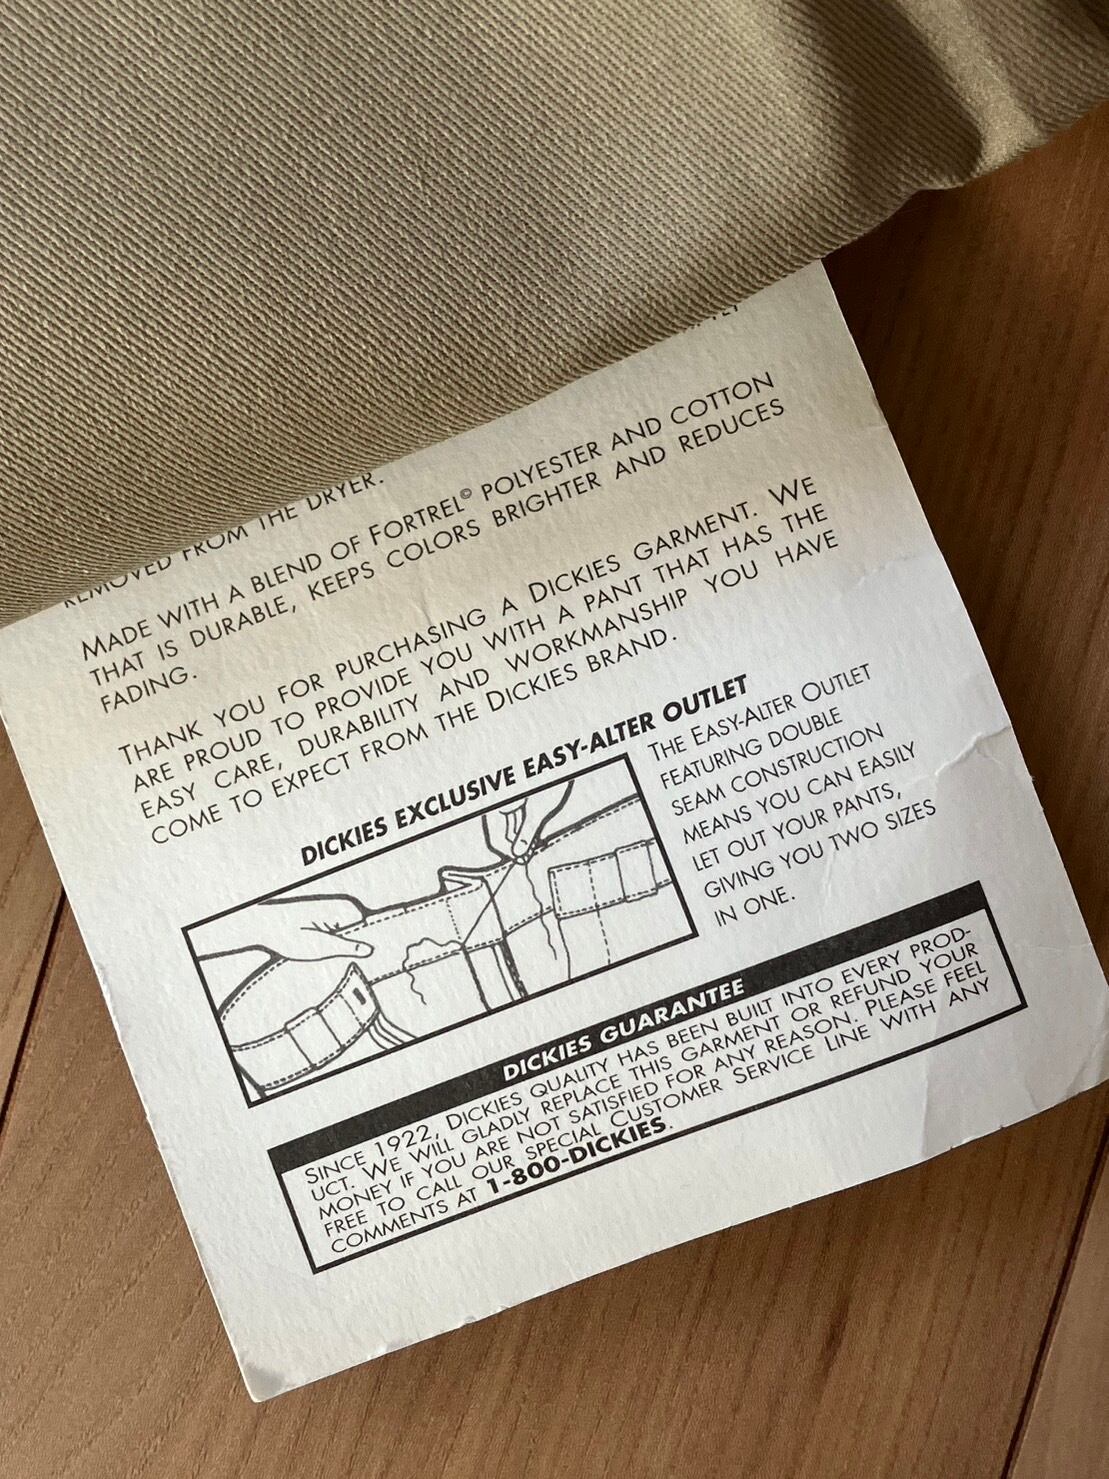 REMOVED FROM THE DRYER.
MADE WITH A BLEND OF FORTREL© POLYESTER AND COTTON
THAT IS DURABLE, KEEPS COLORS BRIGHTER AND REDUCES
FADING.
THANK YOU FOR PURCHASING A DICKIES GARMENT. WE
ARE PROUD TO PROVIDE YOU WITH A PANT THAT HAS THE
EASY CARE, DURABILITY AND WORKMANSHIP YOU HAVE
COME TO EXPECT FROM THE DICKIES BRAND.
DICKIES EXCLUSIVE EASY-ALTER OUTLET
THE EASY-ALTER OUTLET
FEATURING DOUBLE
SEAM CONSTRUCTION
MEANS YOU CAN EASILY
LET OUT YOUR PANTS,
GIVING YOU TWO SIZES
IN ONE.
DICKIES GUARANTEE
SINCE 1922, DICKIES QUALITY HAS BEEN BUILT INTO EVERY PROD-
UCT. WE WILL GLADLY REPLACE THIS GARMENT OR REFUND YOUR
MONEY IF YOU ARE NOT SATISFIED FOR ANY REASON. PLEASE FEEL
FREE TO CALL OUR SPECIAL CUSTOMER SERVICE LINE WITH ANY
COMMENTS AT 1-800-DICKIES.